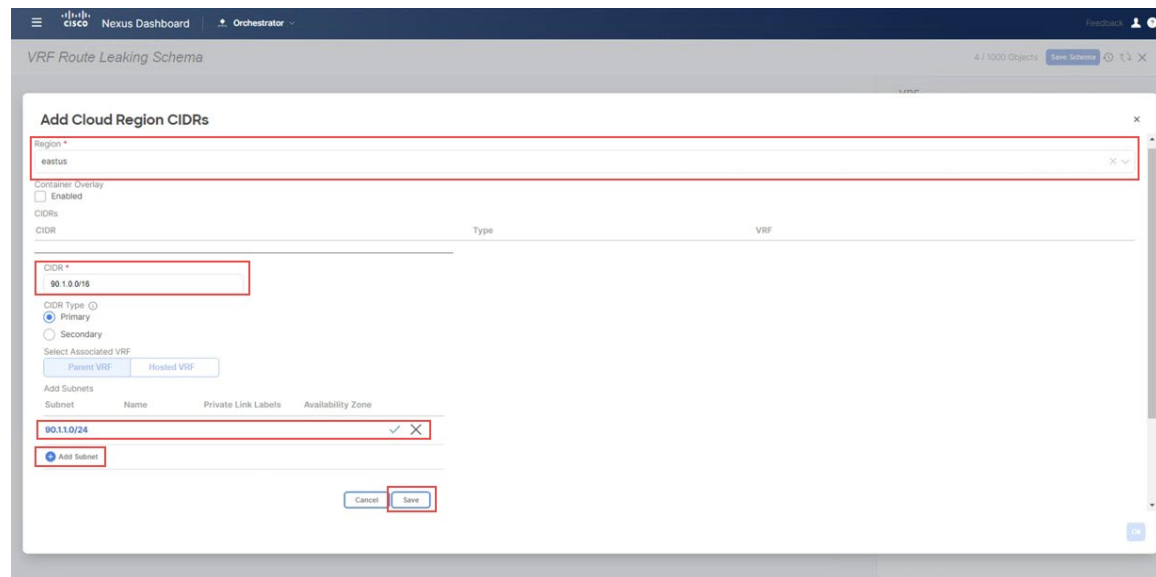 cisco Nexus Dashboard Orchestrator Feedback
VRF Route Leaking Schema 4 / 1000 Objects Save Schema
VRF
Add Cloud Region CIDRs
Region *
eastus
Container Overlay
Enabled
CIDRs
CIDR Type VRF
CIDR *
90.1.0.0/16
CIDR Type
Primary
Secondary
Select Associated VRF
Parent VRF Hosted VRF
Add Subnets
Subnet Name Private Link Labels Availability Zone
90.1.1.0/24
Add Subnet
Cancel Save
Ok